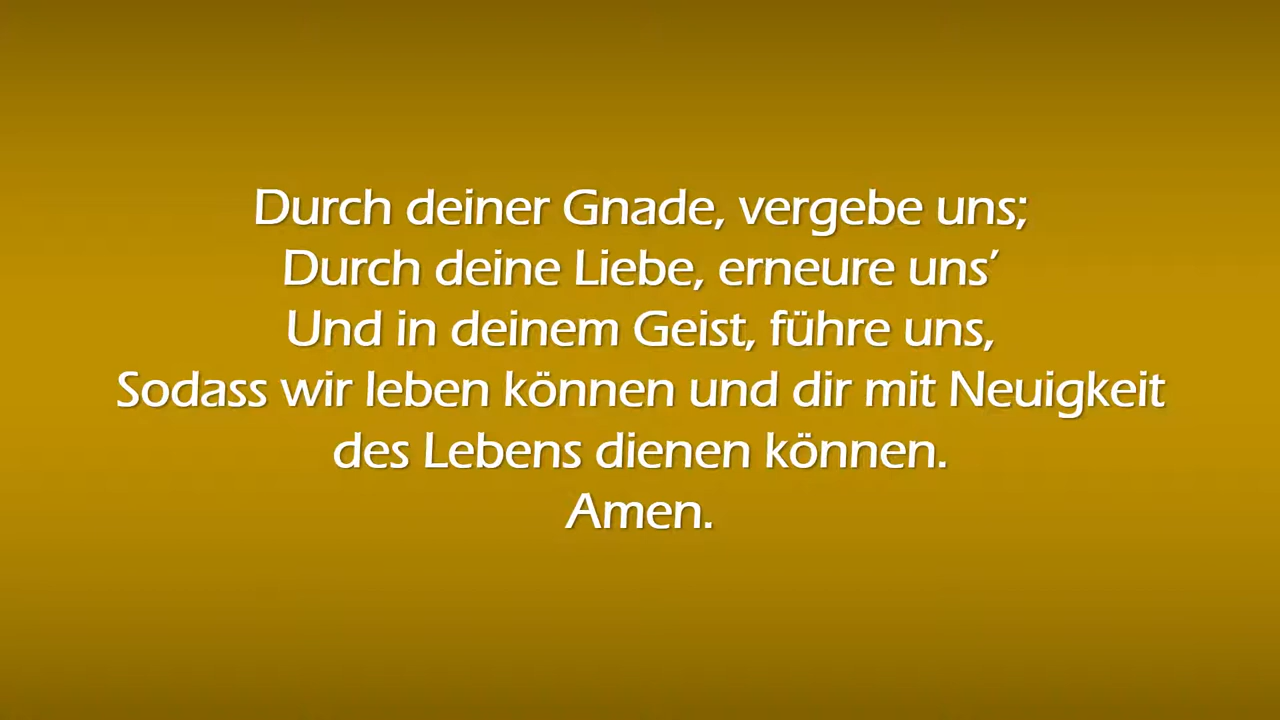 Durch deiner Gnade, vergebe uns;
Durch deine Liebe, erneure uns’
Und in deinem Geist, führe uns,
Sodass wir leben können und dir mit Neuigkeit
des Lebens dienen können.
Amen.